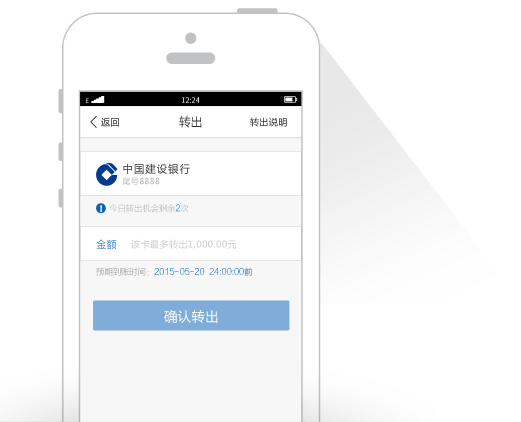 E 12:24
返回 转出 转出说明
中国建设银行
尾号8888
今日转出机会剩余2次
金额 该卡最多转出1,000.00元
预期到账时间：2015-05-20 24:00:00前
确认转出